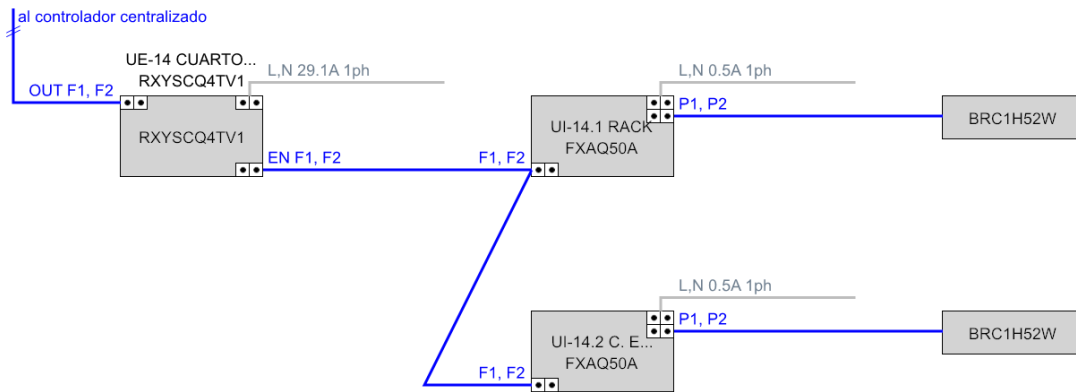 al controlador centralizado
UE-14 CUARTO...
RXYSCQ4TV1
L,N 29.1A 1ph
L,N 0.5A 1ph
OUT F1, F2
P1, P2
RXYSCQ4TV1
UI-14.1 RACK
FXAQ50A
BRC1H52W
EN F1, F2
F1, F2
L,N 0.5A 1ph
P1, P2
UI-14.2 C. E...
FXAQ50A
BRC1H52W
F1, F2